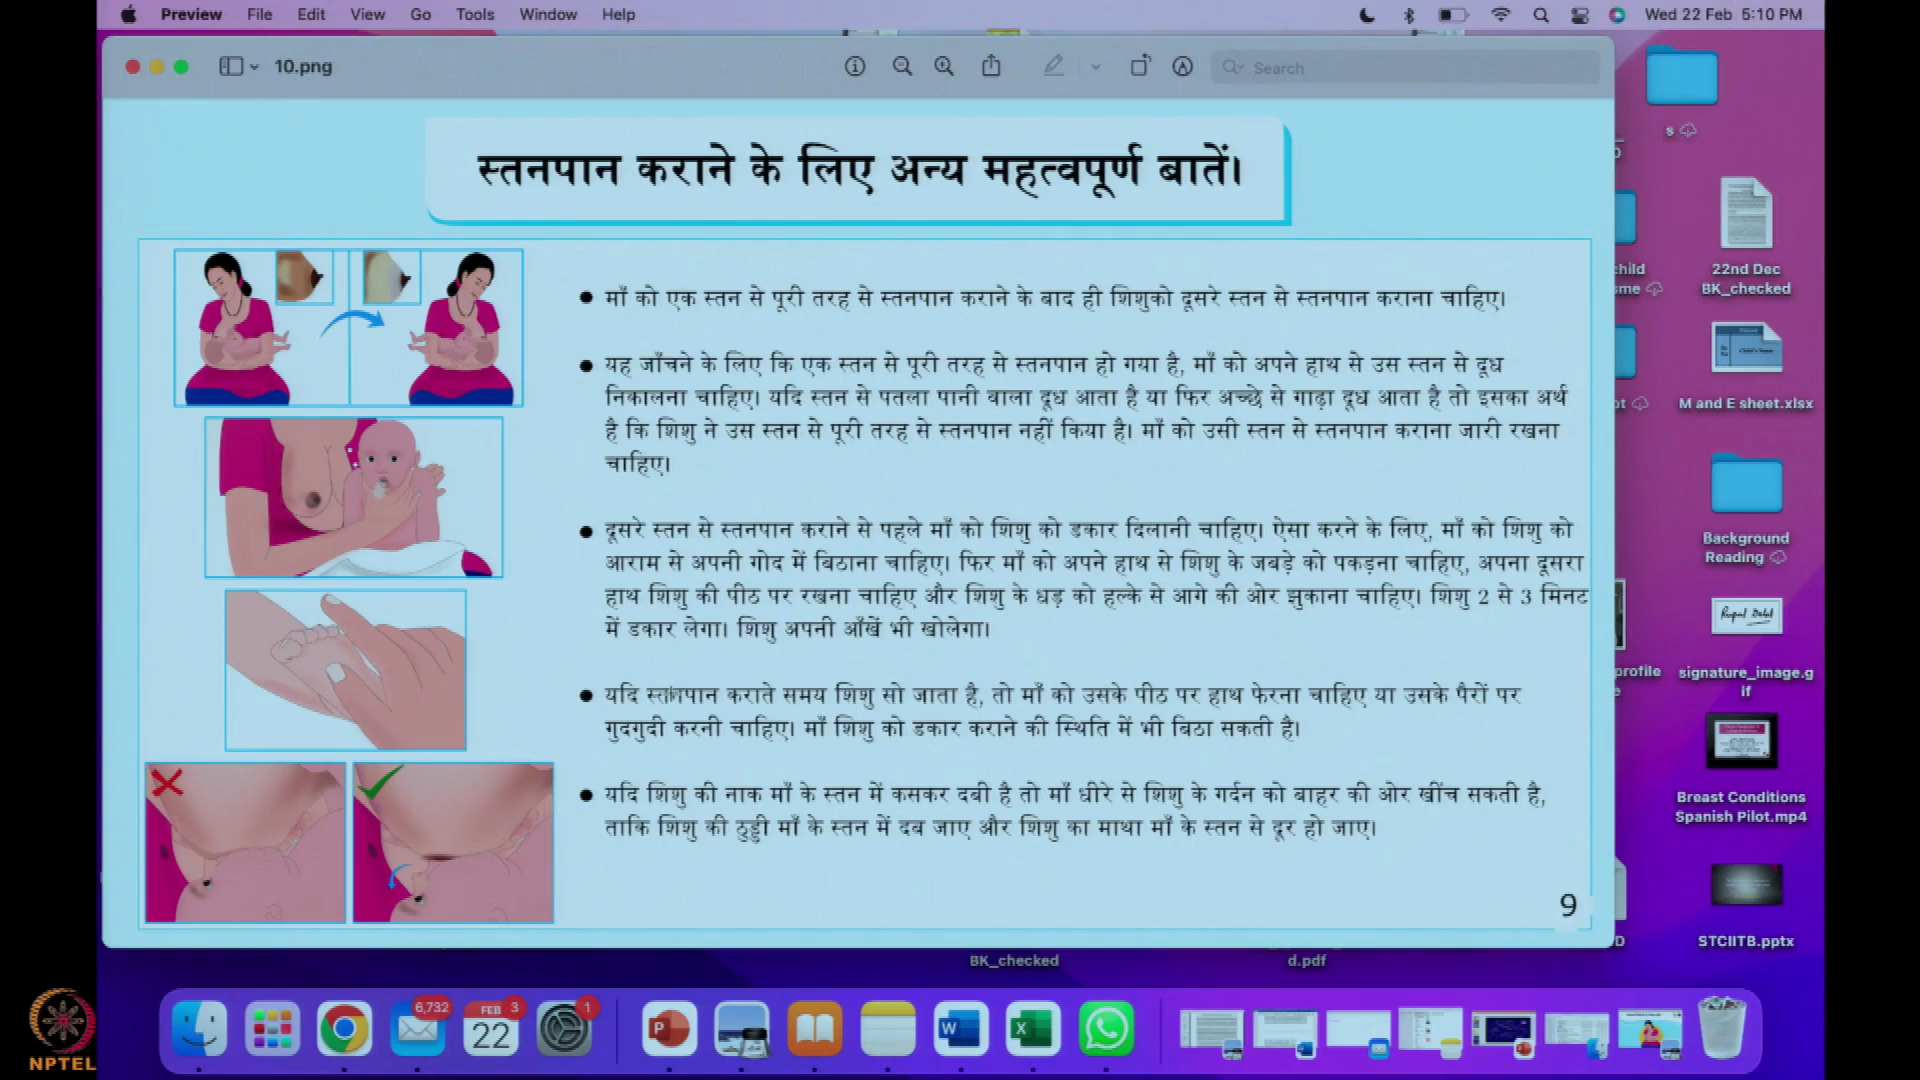 Preview File Edit View Go Tools Window Help Wed 22 Feb 5:10 PM
10.png Search
स्तनपान कराने के लिए अन्य महत्वपूर्ण बातें।
माँ को एक स्तन से पूरी तरह से स्तनपान कराने के बाद ही शिशुको दूसरे स्तन से स्तनपान कराना चाहिए।
यह जाँचने के लिए कि एक स्तन से पूरी तरह से स्तनपान हो गया है, माँ को अपने हाथ से उस स्तन से दूध
निकालना चाहिए। यदि स्तन से पतला पानी वाला दूध आता है या फिर अच्छे से गाढ़ा दूध आता है तो इसका अर्थ
है कि शिशु ने उस स्तन से पूरी तरह से स्तनपान नहीं किया है। माँ को उसी स्तन से स्तनपान कराना जारी रखना
चाहिए।
दूसरे स्तन से स्तनपान कराने से पहले माँ को शिशु को डकार दिलानी चाहिए। ऐसा करने के लिए, माँ को शिशु को
आराम से अपनी गोद में बिठाना चाहिए। फिर माँ को अपने हाथ से शिशु के जबड़े को पकड़ना चाहिए, अपना दूसरा
हाथ शिशु की पीठ पर रखना चाहिए और शिशु के धड़ को हल्के से आगे की ओर झुकाना चाहिए। शिशु 2 से 3 मिनट
में डकार लेगा। शिशु अपनी आँखें भी खोलेगा।
यदि स्तनपान कराते समय शिशु सो जाता है, तो माँ को उसके पीठ पर हाथ फेरना चाहिए या उसके पैरों पर
गुदगुदी करनी चाहिए। माँ शिशु को डकार कराने की स्थिति में भी बिठा सकती है।
यदि शिशु की नाक माँ के स्तन में कसकर दबी है तो माँ धीरे से शिशु के गर्दन को बाहर की ओर खींच सकती है,
ताकि शिशु की ठुड्डी माँ के स्तन में दब जाए और शिशु का माथा माँ के स्तन से दूर हो जाए।
9
s
child
22nd Dec
BK_checked
M and E sheet.xlsx
Background
Reading
profile
signature_image.g
if
Breast Conditions
Spanish Pilot.mp4
STCIITB.pptx
BK_checked
d.pdf
6,732
FEB 3
22
1
NPTEL